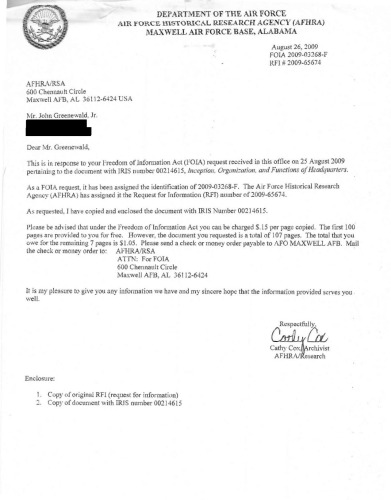 DEPARTMENT OF THE AIR FORCE
AIR FORCE HISTORICAL RESEARCH AGENCY (AFHRA)
MAXWELL AIR FORCE BASE, ALABAMA
August 26, 2009
FOIA 2009-03268-F
RFI # 2009-65674
AFHRA/RSA
600 Chennault Circle
Maxwell AFB, AL 36112-6424 USA
Mr. John Greenewald, Jr.
Dear Mr. Greenewald,
This is in response to your Freedom of Information Act (FOIA) request received in this office on 25 August 2009
pertaining to the document with IRIS number 00214615, Inception, Organization, and Functions of Headquarters.
As a FOIA request, it has been assigned the identification of 2009-03268-F. The Air Force Historical Research
Agency (AFHRA) has assigned it the Request for Information (RFI) number of 2009-65674.
As requested, I have copied and enclosed the document with IRIS Number 00214615.
Please be advised that under the Freedom of Information Act you can be charged $.15 per page copied. The first 100
pages are provided to you for free. However, the document you requested is a total of 107 pages. The total that you
owe for the remaining 7 pages is $1.05. Please send a check or money order payable to AFO MAXWELL AFB. Mail
the check or money order to: AFHRA/RSA
ATTN: For FOIA
600 Chennault Circle
Maxwell AFB, AL 36112-6424
It is my pleasure to give you any information we have and my sincere hope that the information provided serves you
well.
Respectfully,
Cathy Cox
Cathy Cox, Archivist
AFHRA/Research
Enclosure:
1. Copy of original RFI (request for information)
2. Copy of document with IRIS number 00214615